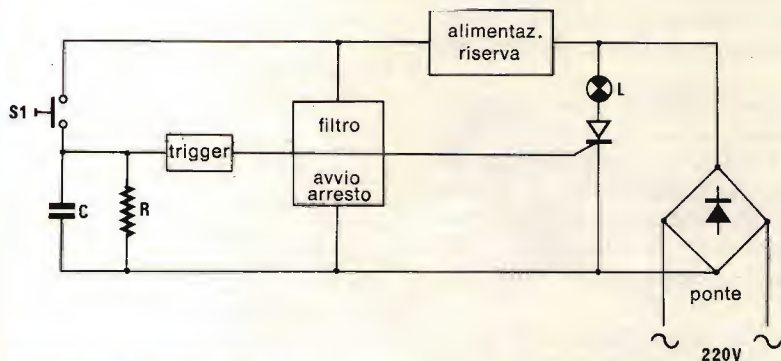 alimentaz.
riserva
S1
L
filtro
trigger
avvio
arresto
C
R
ponte
220V